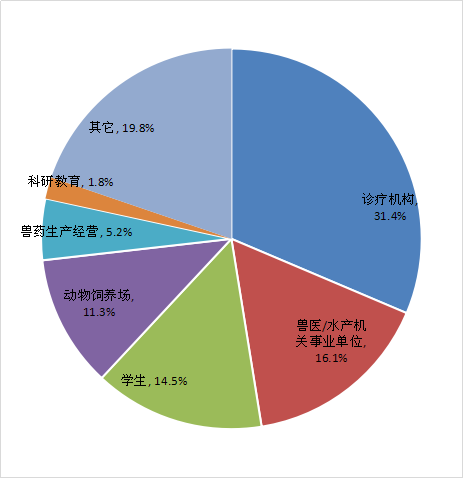 其它, 19.8%
科研教育, 1.8%
诊疗机构,
31.4%
兽药生产经营, 5.2%
动物饲养场,
11.3%
兽医/水产机
关事业单位,
16.1%
学生, 14.5%